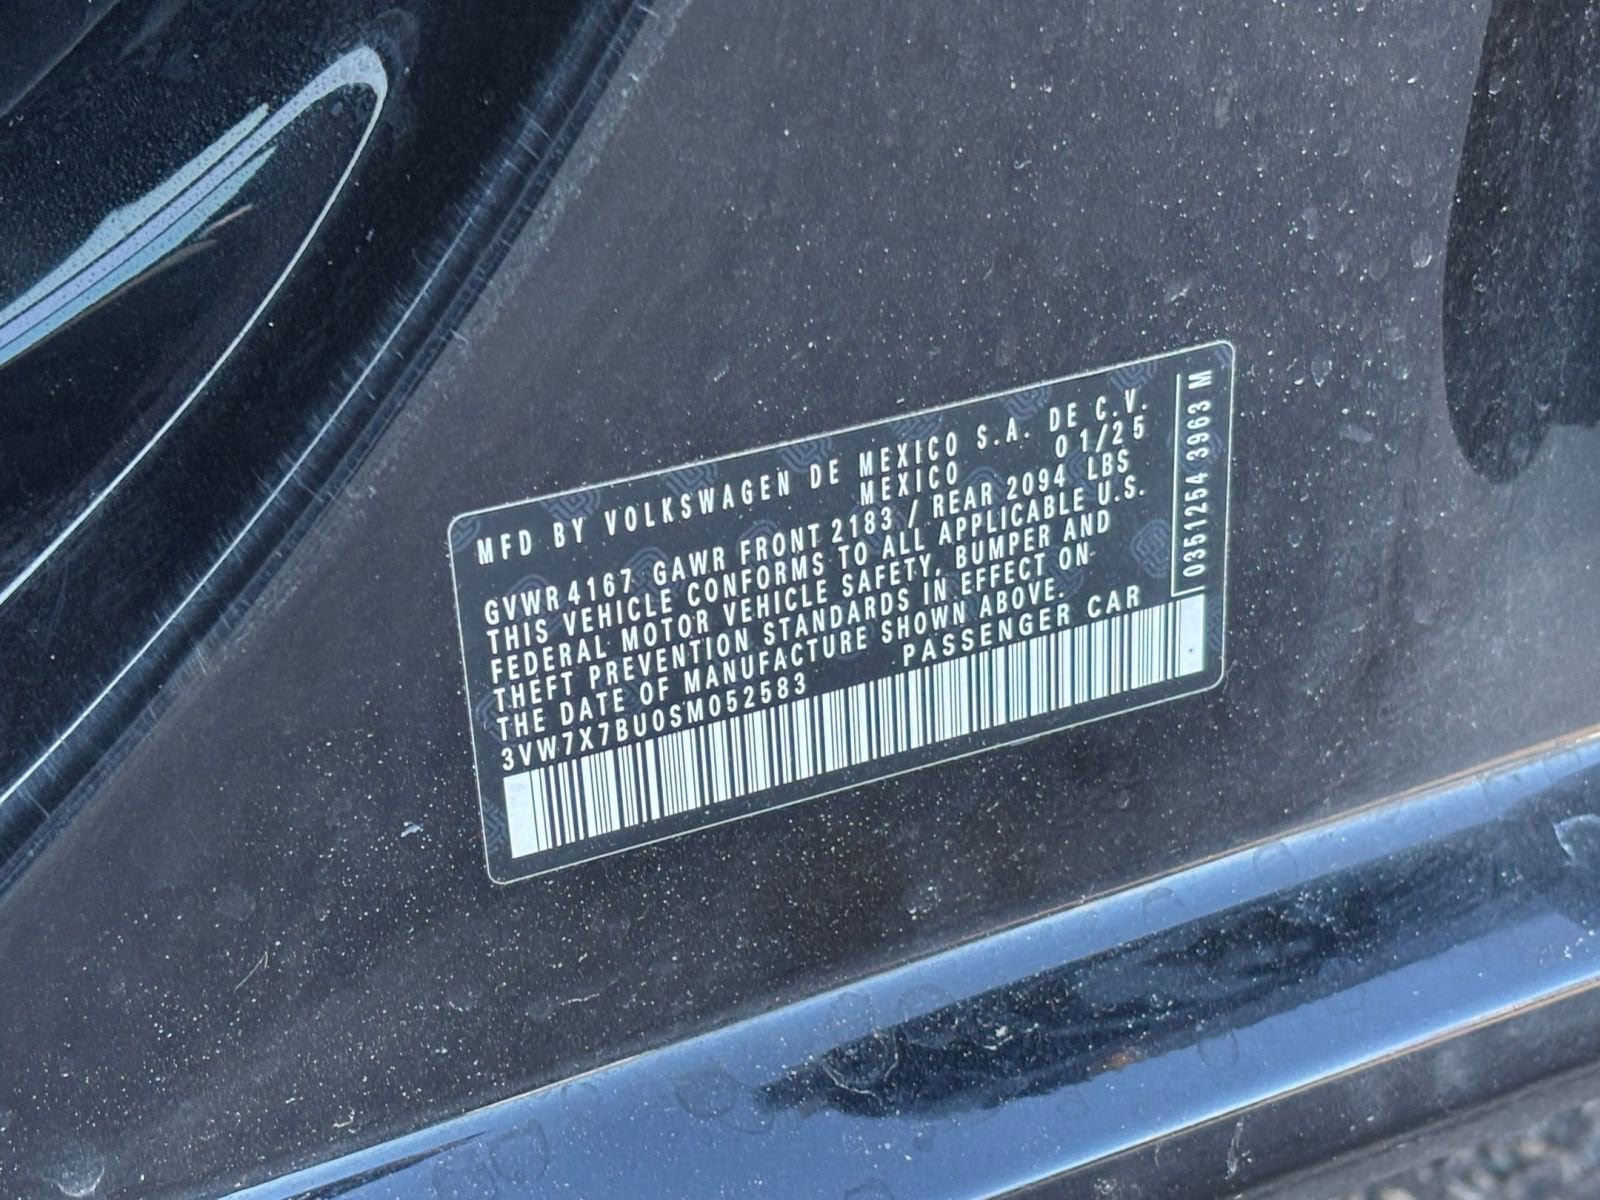 MFD BY VOLKSWAGEN DE MEXICO S.A. DE C.V.
MEXICO 01/25
GVWR 4167 GAWR FRONT 2183 / REAR 2094 LBS
THIS VEHICLE CONFORMS TO ALL APPLICABLE U.S.
FEDERAL MOTOR VEHICLE SAFETY, BUMPER AND
THEFT PREVENTION STANDARDS IN EFFECT ON
THE DATE OF MANUFACTURE SHOWN ABOVE.
3VW7X7BU0SM052583 PASSENGER CAR
0351254 3963 M